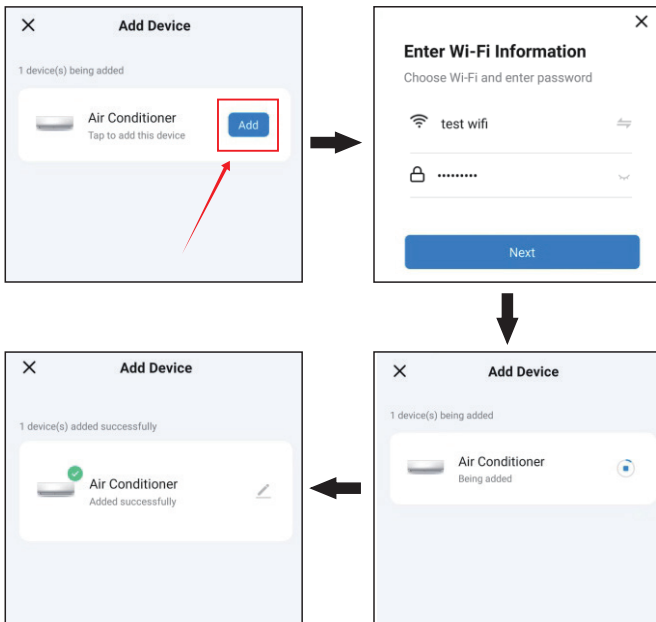 Add Device
1 device(s) being added
Air Conditioner
Tap to add this device
Add
Enter Wi-Fi Information
Choose Wi-Fi and enter password
test wifi
•••••••••
Next
Add Device
1 device(s) being added
Air Conditioner
Being added
Add Device
1 device(s) added successfully
Air Conditioner
Added successfully